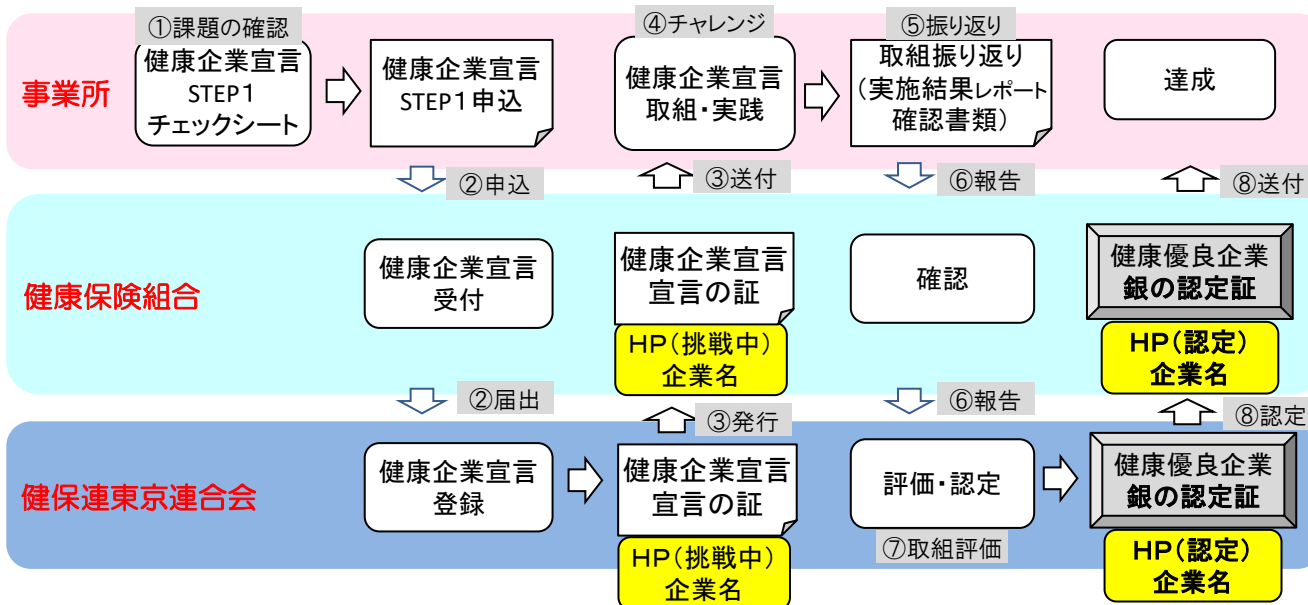 ①課題の確認
健康企業宣言
STEP1
チェックシート
健康企業宣言
STEP1申込
④チャレンジ
健康企業宣言
取組・実践
⑤振り返り
取組振り返り
(実施結果レポート
確認書類)
達成
事業所
②申込
③送付
⑥報告
⑧送付
健康保険組合
健康企業宣言
受付
健康企業宣言
宣言の証
HP(挑戦中)
企業名
確認
健康優良企業
銀の認定証
HP(認定)
企業名
②届出
③発行
⑥報告
⑧認定
健保連東京連合会
健康企業宣言
登録
健康企業宣言
宣言の証
HP(挑戦中)
企業名
評価・認定
⑦取組評価
健康優良企業
銀の認定証
HP(認定)
企業名